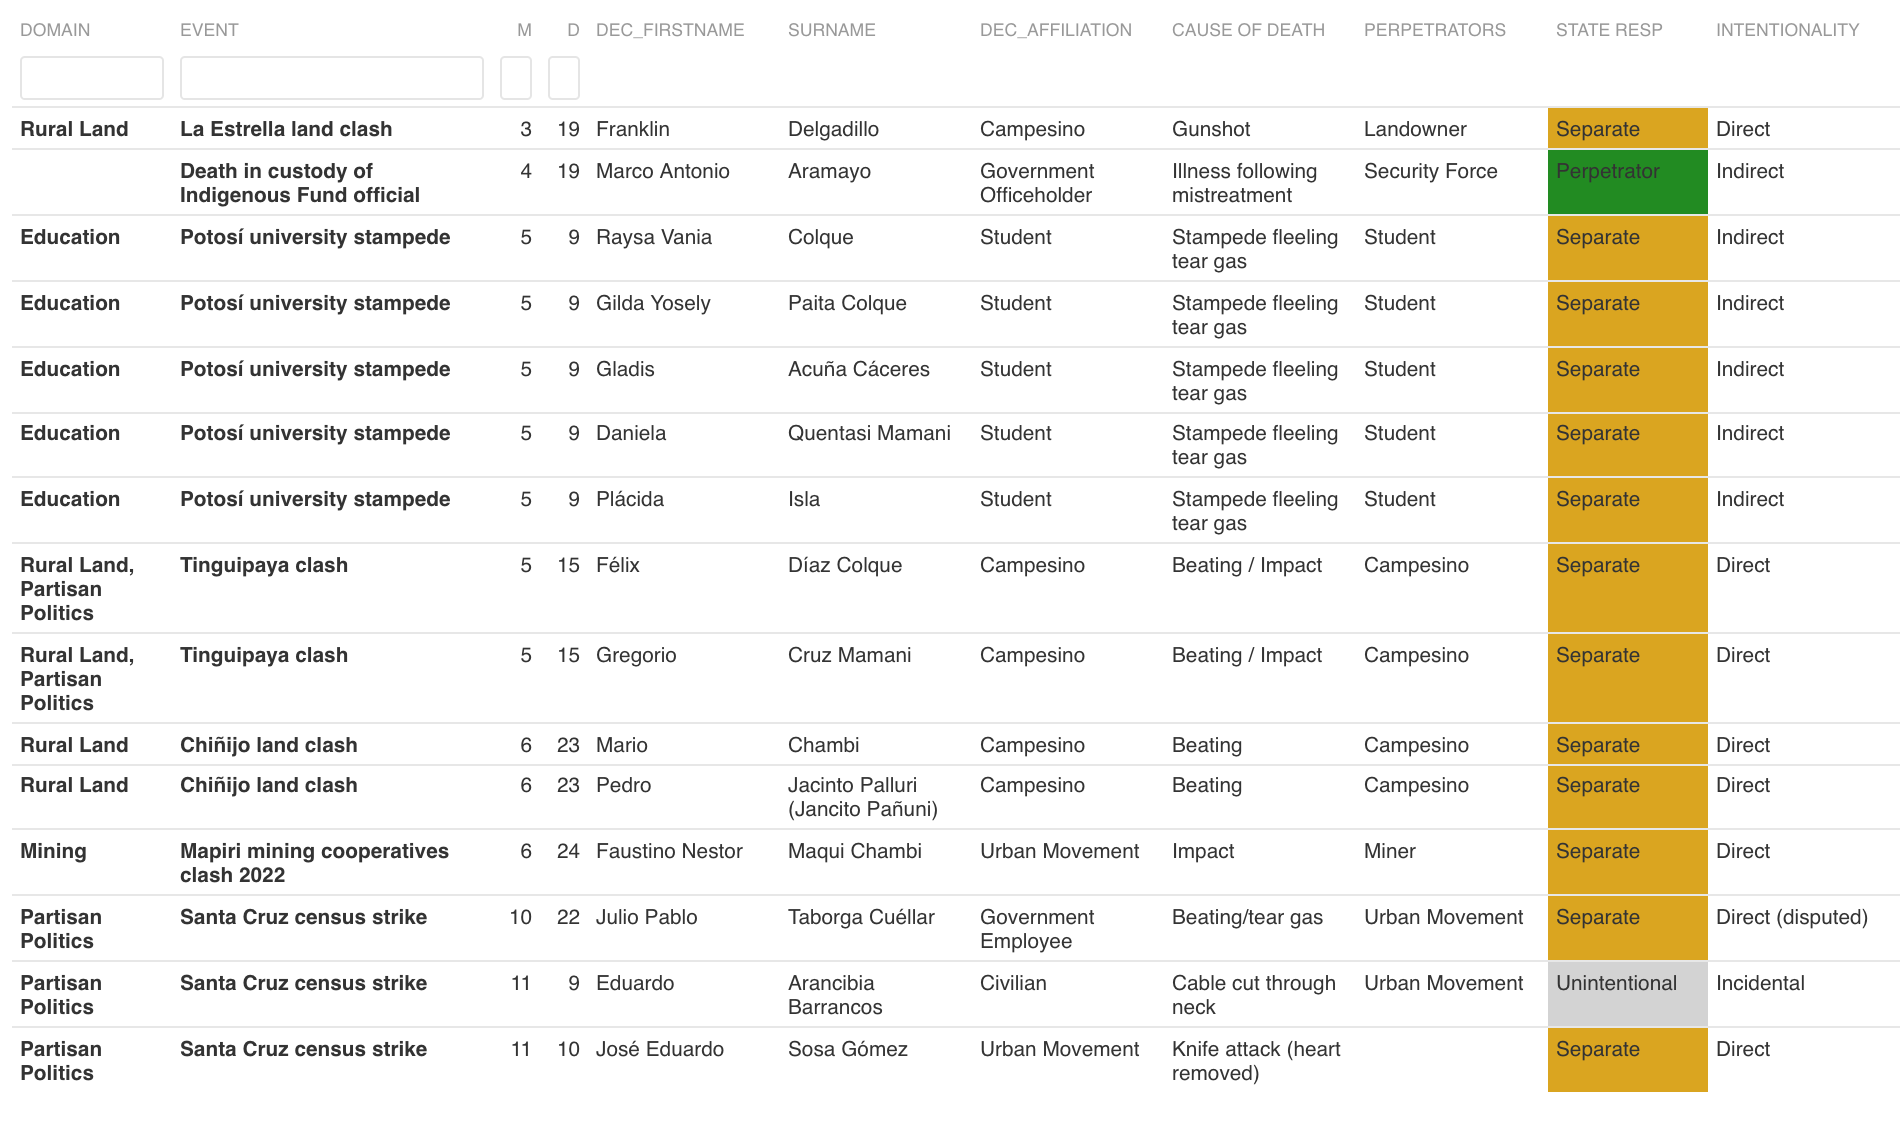 DOMAIN EVENT M D DEC_FIRSTNAME SURNAME DEC_AFFILIATION CAUSE OF DEATH PERPETRATORS STATE RESP INTENTIONALITY
Rural Land La Estrella land clash 3 19 Franklin Delgadillo Campesino Gunshot Landowner Separate Direct
Death in custody of 4 19 Marco Antonio Aramayo Government Illness following Security Force Perpetrator Indirect
Indigenous Fund official Officeholder mistreatment
Education Potosí university stampede 5 9 Raysa Vania Colque Student Stampede fleeling Student Separate Indirect
tear gas
Education Potosí university stampede 5 9 Gilda Yosely Paita Colque Student Stampede fleeling Student Separate Indirect
tear gas
Education Potosí university stampede 5 9 Gladis Acuña Cáceres Student Stampede fleeling Student Separate Indirect
tear gas
Education Potosí university stampede 5 9 Daniela Quentasi Mamani Student Stampede fleeling Student Separate Indirect
tear gas
Education Potosí university stampede 5 9 Plácida Isla Student Stampede fleeling Student Separate Indirect
tear gas
Rural Land, Tinguipaya clash 5 15 Félix Díaz Colque Campesino Beating / Impact Campesino Separate Direct
Partisan
Politics
Rural Land, Tinguipaya clash 5 15 Gregorio Cruz Mamani Campesino Beating / Impact Campesino Separate Direct
Partisan
Politics
Rural Land Chiñijo land clash 6 23 Mario Chambi Campesino Beating Campesino Separate Direct
Rural Land Chiñijo land clash 6 23 Pedro Jacinto Palluri Campesino Beating Campesino Separate Direct
(Jancito Pañuni)
Mining Mapiri mining cooperatives 6 24 Faustino Nestor Maqui Chambi Urban Movement Impact Miner Separate Direct
clash 2022
Partisan Santa Cruz census strike 10 22 Julio Pablo Taborga Cuéllar Government Beating/tear gas Urban Movement Separate Direct (disputed)
Politics Employee
Partisan Santa Cruz census strike 11 9 Eduardo Arancibia Civilian Cable cut through Urban Movement Unintentional Incidental
Politics Barrancos neck
Partisan Santa Cruz census strike 11 10 José Eduardo Sosa Gómez Urban Movement Knife attack (heart Separate Direct
Politics removed)